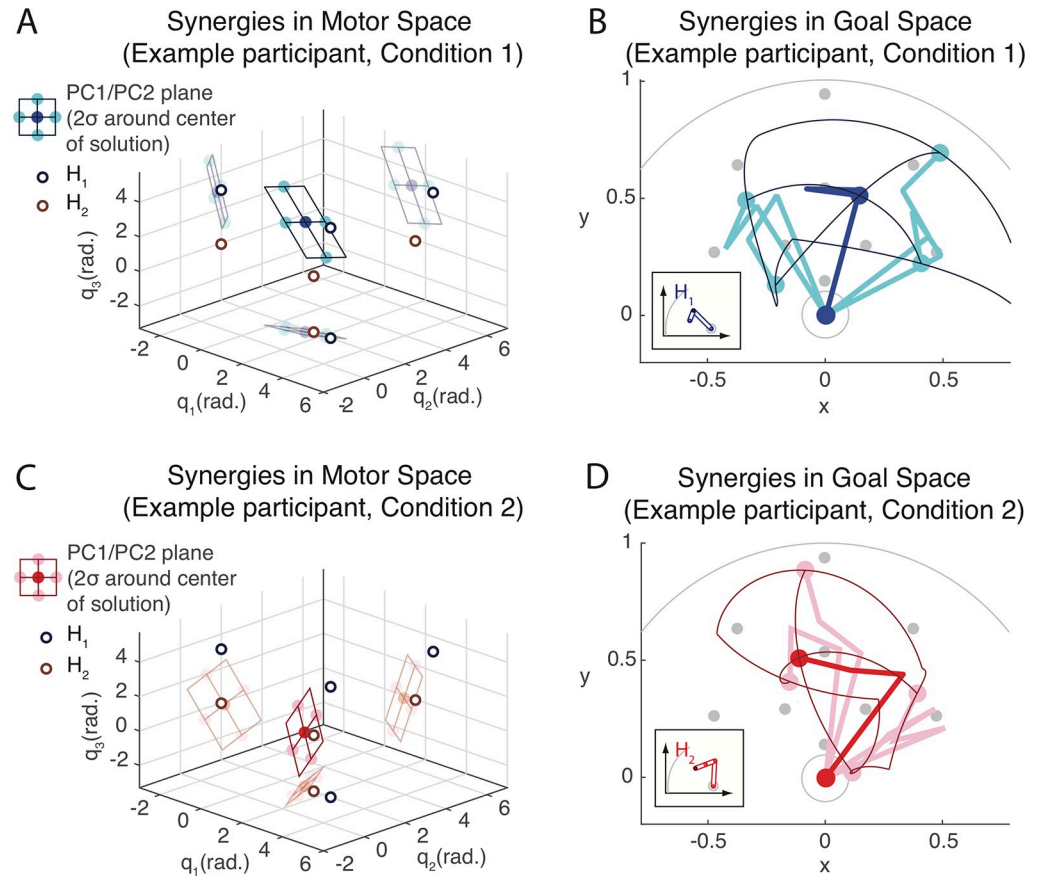 A
Synergies in Motor Space
(Example participant, Condition 1)
PC1/PC2 plane
(2σ around center
of solution)
H1
H2
4
2
0
-2
q3(rad.)
-2
0
2
4
6
q1(rad.)
-2
0
2
4
6
q2(rad.)
B
Synergies in Goal Space
(Example participant, Condition 1)
1
0.5
0
y
H1
-0.5
0
0.5
x
C
Synergies in Motor Space
(Example participant, Condition 2)
PC1/PC2 plane
(2σ around center
of solution)
H1
H2
4
2
0
-2
q3(rad.)
-2
0
2
4
6
q1(rad.)
-2
0
2
4
6
q2(rad.)
D
Synergies in Goal Space
(Example participant, Condition 2)
1
0.5
0
y
H2
-0.5
0
0.5
x